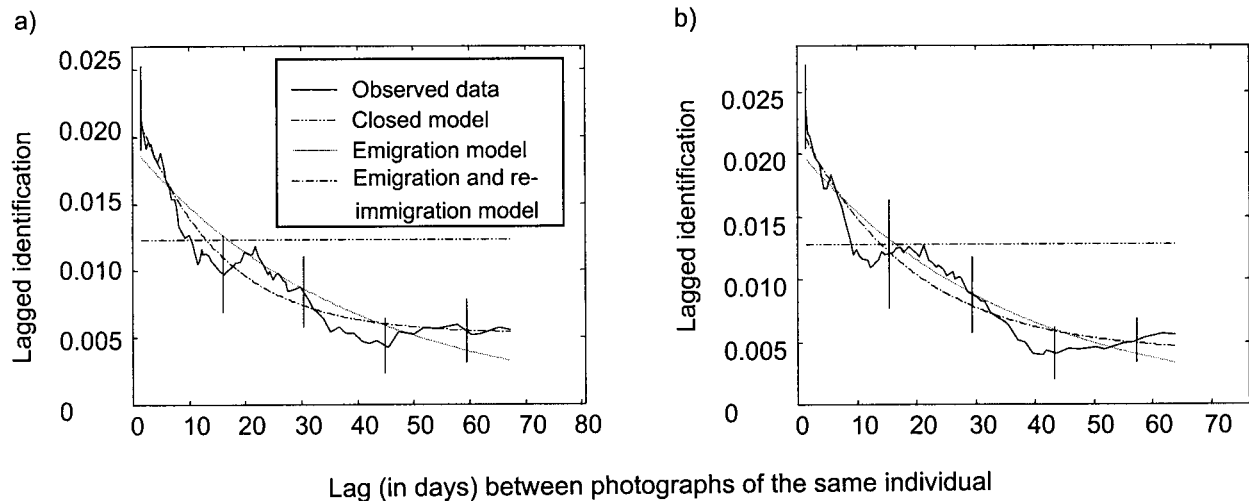 a)
b)
Lagged identification
0.025
0.020
0.015
0.010
0.005
0
0 10 20 30 40 50 60 70 80
Observed data
Closed model
Emigration model
Emigration and re-
immigration model
Lagged identification
0.025
0.020
0.015
0.010
0.005
0
0 10 20 30 40 50 60 70
Lag (in days) between photographs of the same individual